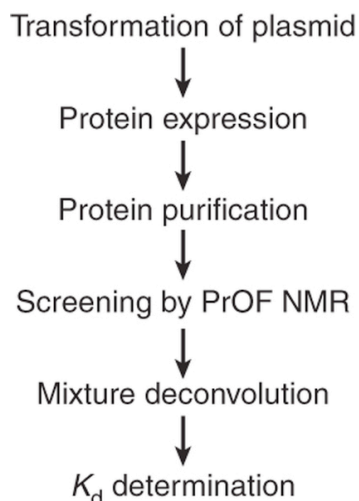 Transformation of plasmid
Protein expression
Protein purification
Screening by PrOF NMR
Mixture deconvolution
Kd determination